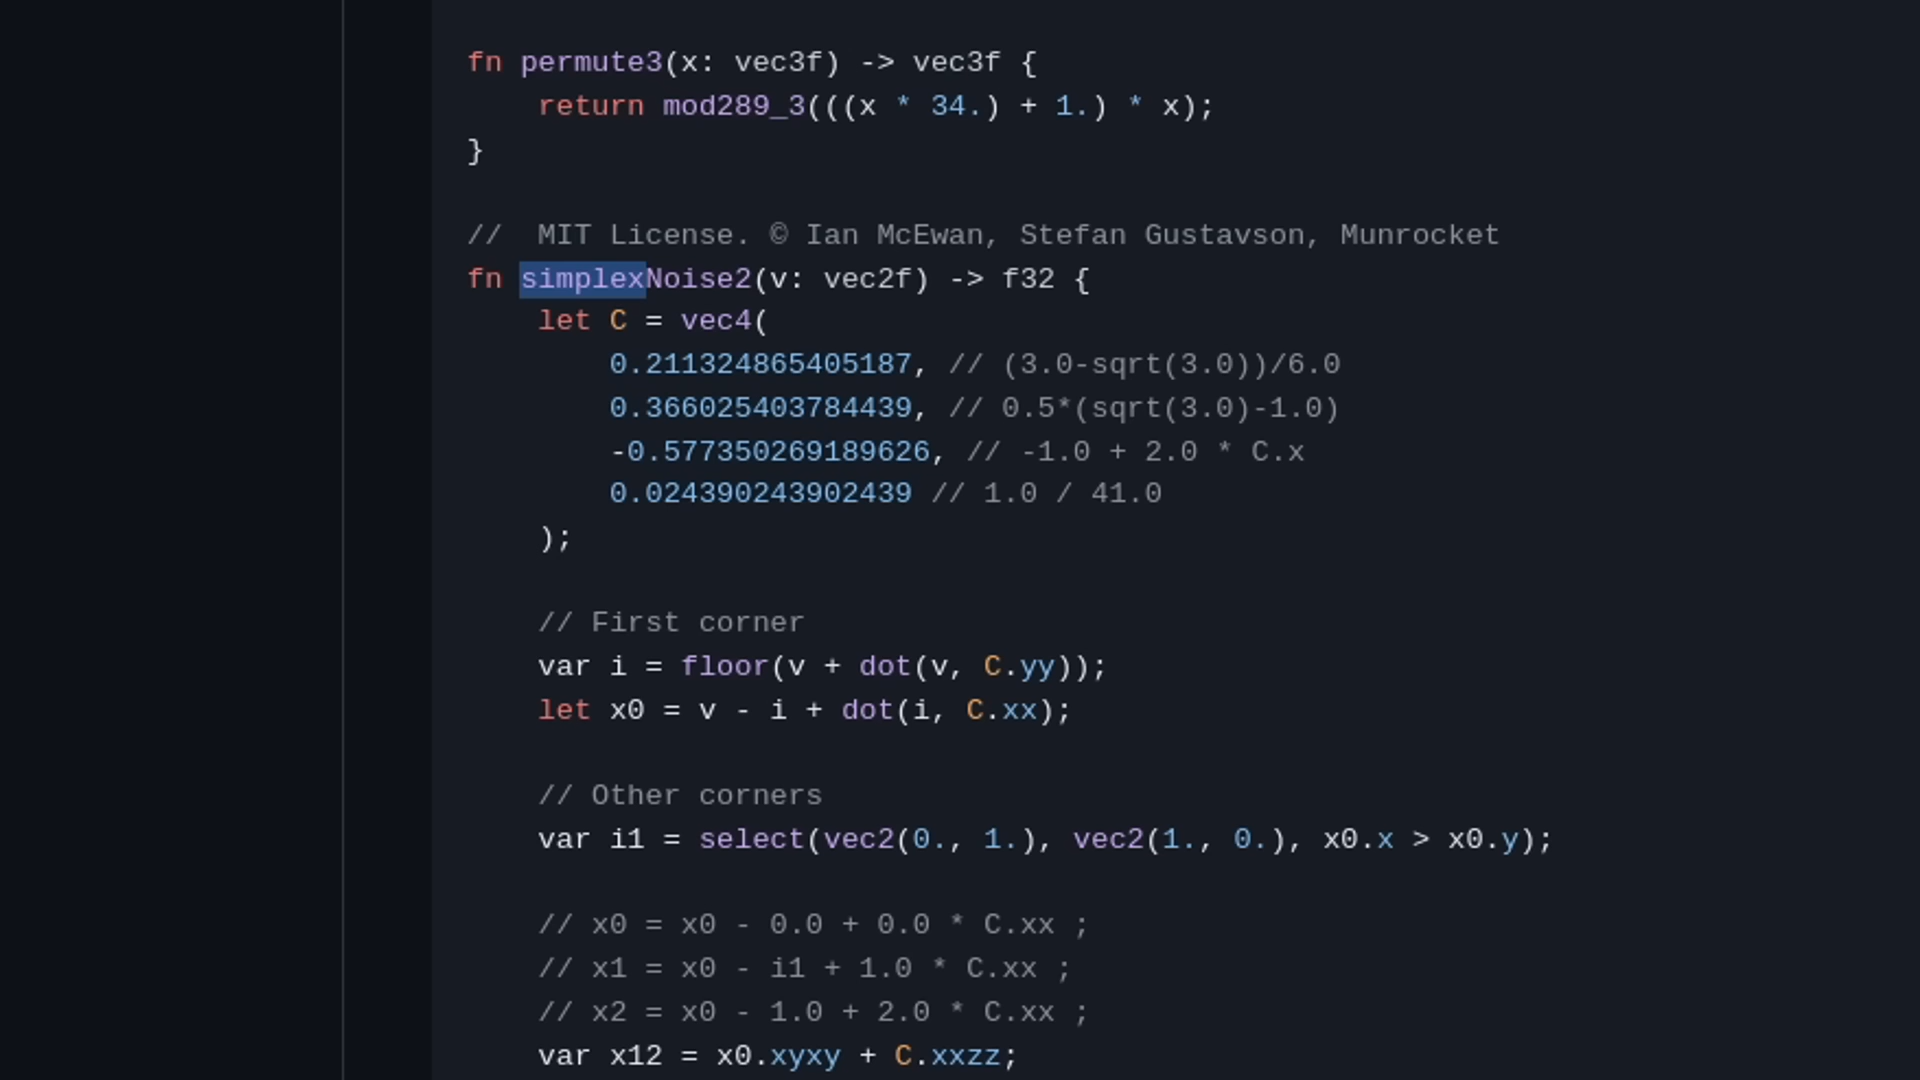 fn permute3(x: vec3f) -> vec3f {
    return mod289_3(((x * 34.) + 1.) * x);
}
//  MIT License. © Ian McEwan, Stefan Gustavson, Munrocket
fn simplexNoise2(v: vec2f) -> f32 {
    let C = vec4(
        0.211324865405187, // (3.0-sqrt(3.0))/6.0
        0.366025403784439, // 0.5*(sqrt(3.0)-1.0)
        -0.577350269189626, // -1.0 + 2.0 * C.x
        0.024390243902439 // 1.0 / 41.0
    );
    // First corner
    var i = floor(v + dot(v, C.yy));
    let x0 = v - i + dot(i, C.xx);
    // Other corners
    var i1 = select(vec2(0., 1.), vec2(1., 0.), x0.x > x0.y);
    // x0 = x0 - 0.0 + 0.0 * C.xx ;
    // x1 = x0 - i1 + 1.0 * C.xx ;
    // x2 = x0 - 1.0 + 2.0 * C.xx ;
    var x12 = x0.xyxy + C.xxzz;